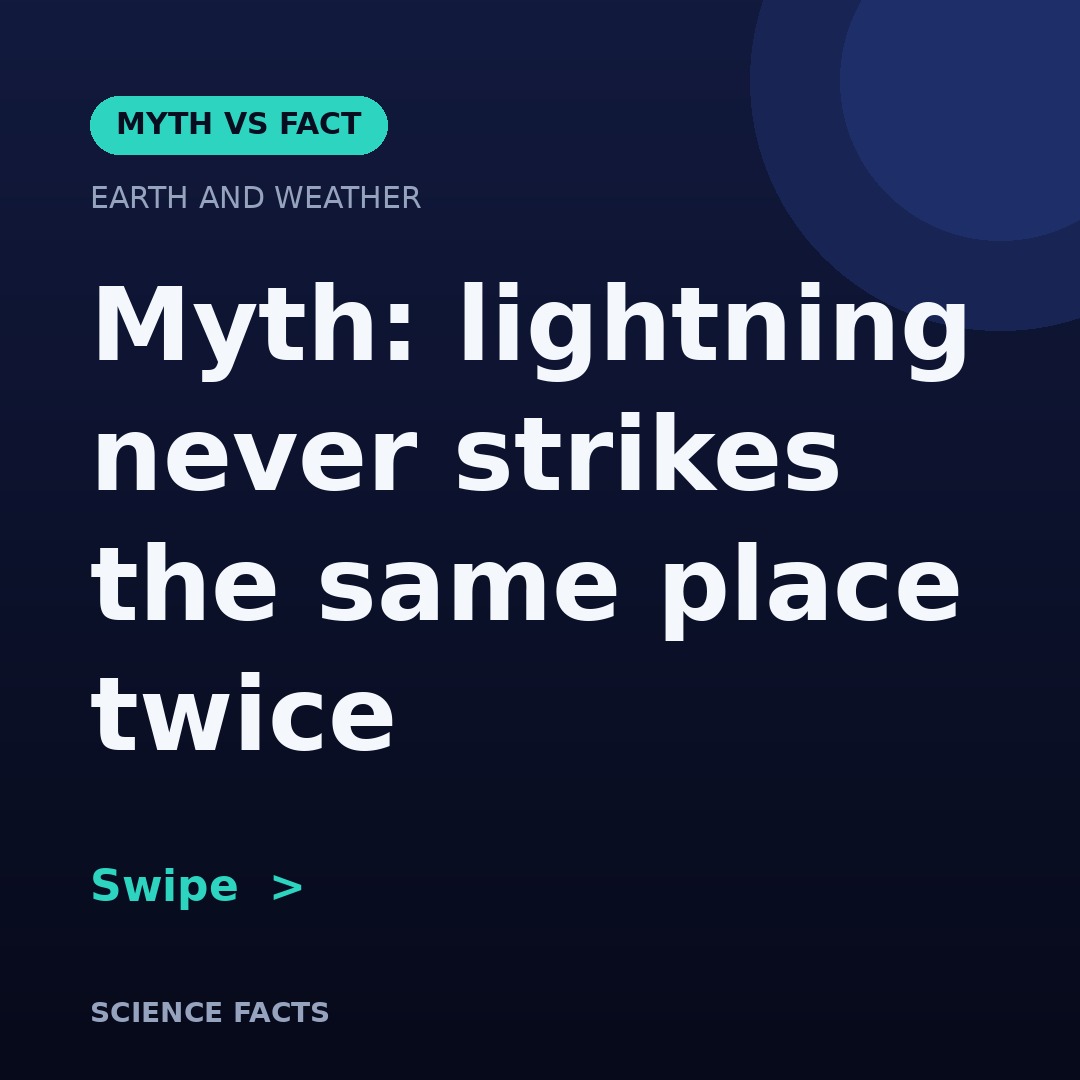 MYTH VS FACT
EARTH AND WEATHER
Myth: lightning
never strikes
the same place
twice
Swipe >
SCIENCE FACTS